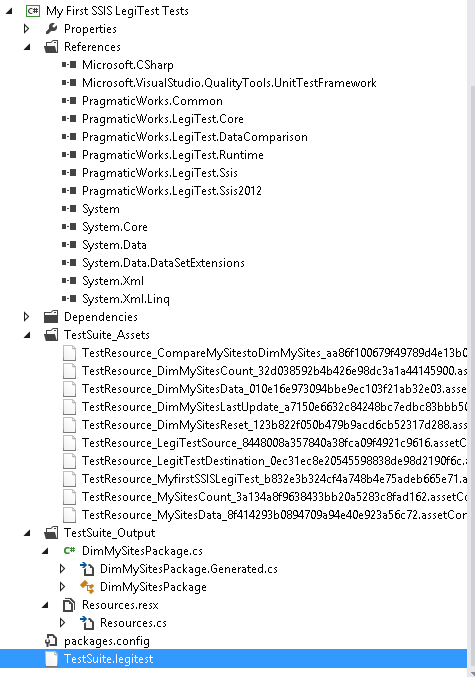 C# My First SSIS LegiTest Tests
Properties
References
Microsoft.CSharp
Microsoft.VisualStudio.QualityTools.UnitTestFramework
PragmaticWorks.Common
PragmaticWorks.LegiTest.Core
PragmaticWorks.LegiTest.DataComparison
PragmaticWorks.LegiTest.Runtime
PragmaticWorks.LegiTest.Ssis
PragmaticWorks.LegiTest.Ssis2012
System
System.Core
System.Data
System.Data.DataSetExtensions
System.Xml
System.Xml.Linq
Dependencies
TestSuite_Assets
TestResource_CompareMySitestoDimMySites_aa86f100679f49789d4e13b0
TestResource_DimMySitesCount_32d038592b4b426e98dc3a1a44145900.as
TestResource_DimMySitesData_010e16e973094bbe9ec103f21ab32e03.asse
TestResource_DimMySitesLastUpdate_a7150e6632c84248bc7edbc83bbb50
TestResource_DimMySitesReset_123b822f050b479b9acd6cb52317d288.ass
TestResource_LegiTestSource_8448008a357840a38fca09f4921c9616.assetC
TestResource_LegitTestDestination_0ec31ec8e20545598838de98d2190f6c.a
TestResource_MyfirstSSISLegiTest_b832e3b324cf4a748b4e75adeb665e71.a
TestResource_MySitesCount_3a134a8f9638433bb20a5283c8fad162.assetCo
TestResource_MySitesData_8f414293b0894709a94e40e923a56c72.assetCon
TestSuite_Output
C# DimMySitesPackage.cs
DimMySitesPackage.Generated.cs
DimMySitesPackage
Resources.resx
Resources.cs
packages.config
TestSuite.legitest